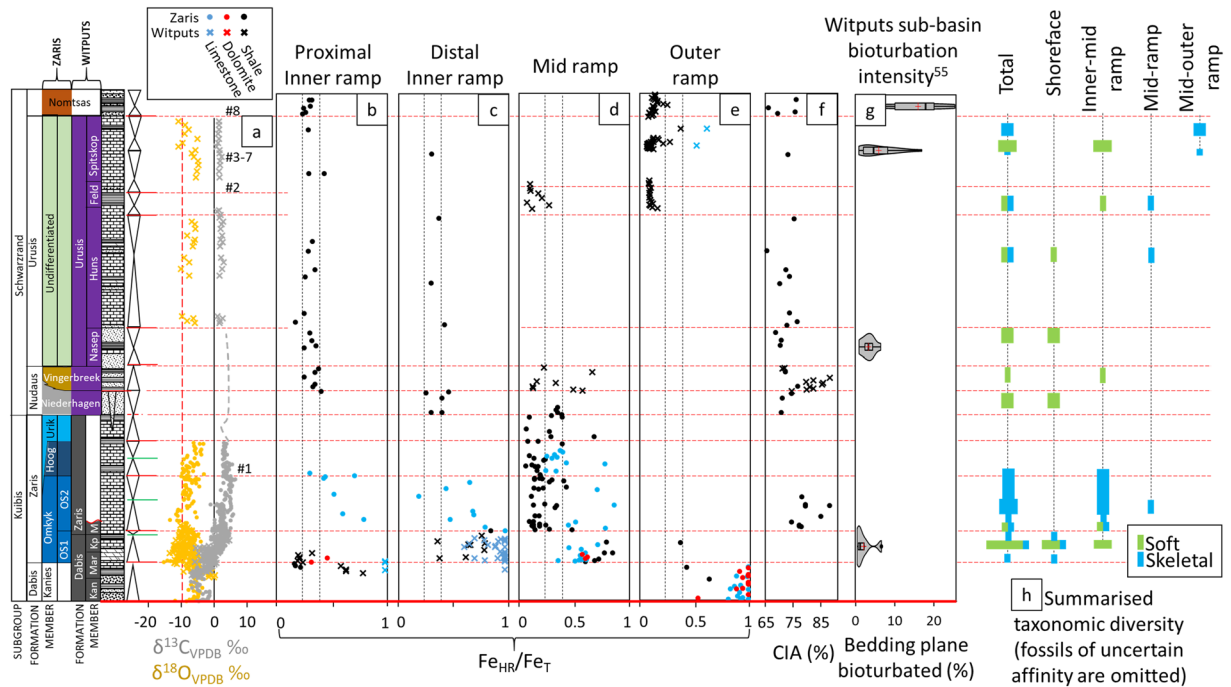 Zaris
Witputs
Limestone
Dolomite
Shale
Proximal
Inner ramp
Distal
Inner ramp
Mid ramp
Outer
ramp
Witputs sub-basin
bioturbation
intensity55
Total
Shoreface
Inner-mid
ramp
Mid-ramp
Mid-outer
ramp
ZARIS
WITPUTS
a
b
c
d
e
f
g
#8
#3-7
#2
#1
Nomtsas
Schwarzrand
Urusis
Undifferentiated
Urusis
Spitskop
Feld
Huns
Nasep
Nudaus
Vingerbreek
Niederhagen
Kuibis
Zaris
Urik
Hoog
Omkyk
OS2
OS1
Zaris
M
Dabis
Kp
Mar
Kan
Dabis
Kanies
SUBGROUP
FORMATION
MEMBER
FORMATION
MEMBER
-20 -10 0 10
0 1
0 1
0 0.5 1
0 0.5 1
65 75 85
0 10 20
δ13CVPDB ‰
δ18OVPDB ‰
FeHR/FeT
CIA (%)
Bedding plane
bioturbated (%)
Soft
Skeletal
h Summarised
taxonomic diversity
(fossils of uncertain
affinity are omitted)